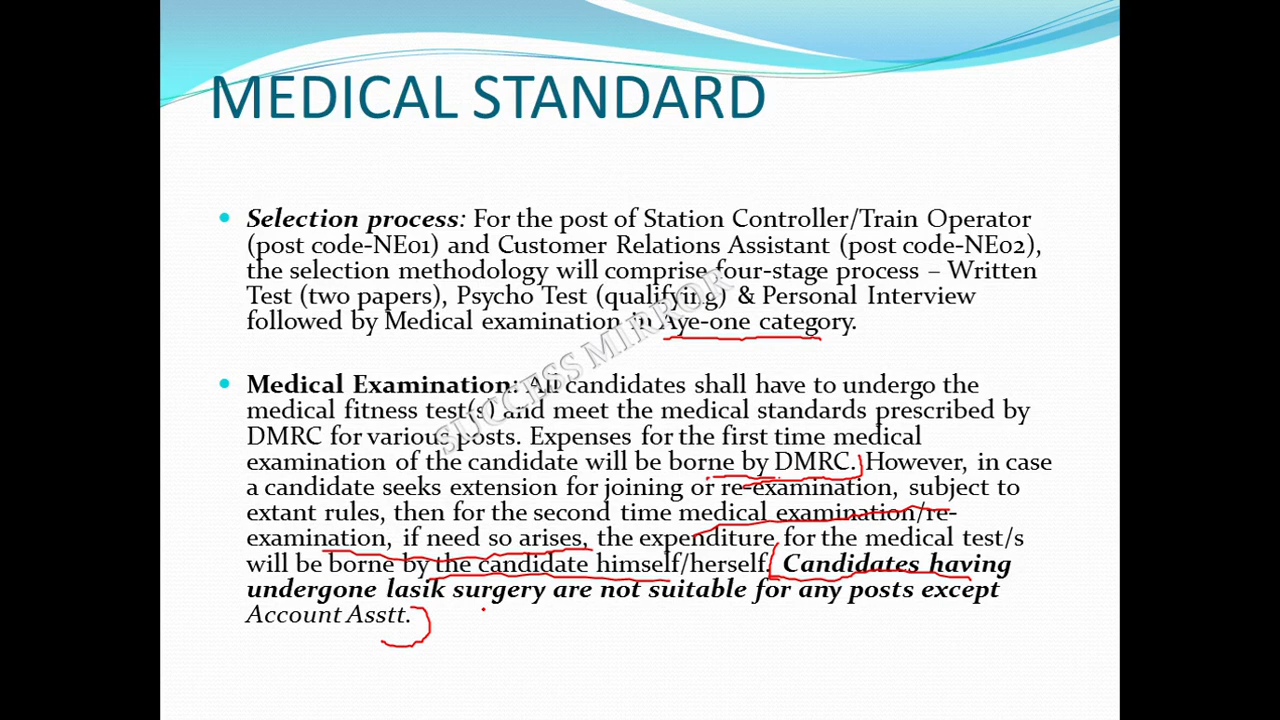 MEDICAL STANDARD
Selection process: For the post of Station Controller/Train Operator
(post code-NE01) and Customer Relations Assistant (post code-NE02),
the selection methodology will comprise four-stage process – Written
Test (two papers), Psycho Test (qualifying) & Personal Interview
followed by Medical examination in Aye-one category.
Medical Examination: All candidates shall have to undergo the
medical fitness test(s) and meet the medical standards prescribed by
DMRC for various posts. Expenses for the first time medical
examination of the candidate will be borne by DMRC. However, in case
a candidate seeks extension for joining or re-examination, subject to
extant rules, then for the second time medical examination/re-
examination, if need so arises, the expenditure for the medical test/s
will be borne by the candidate himself/herself. Candidates having
undergone lasik surgery are not suitable for any posts except
Account Asstt.
SUCCESS MIRROR